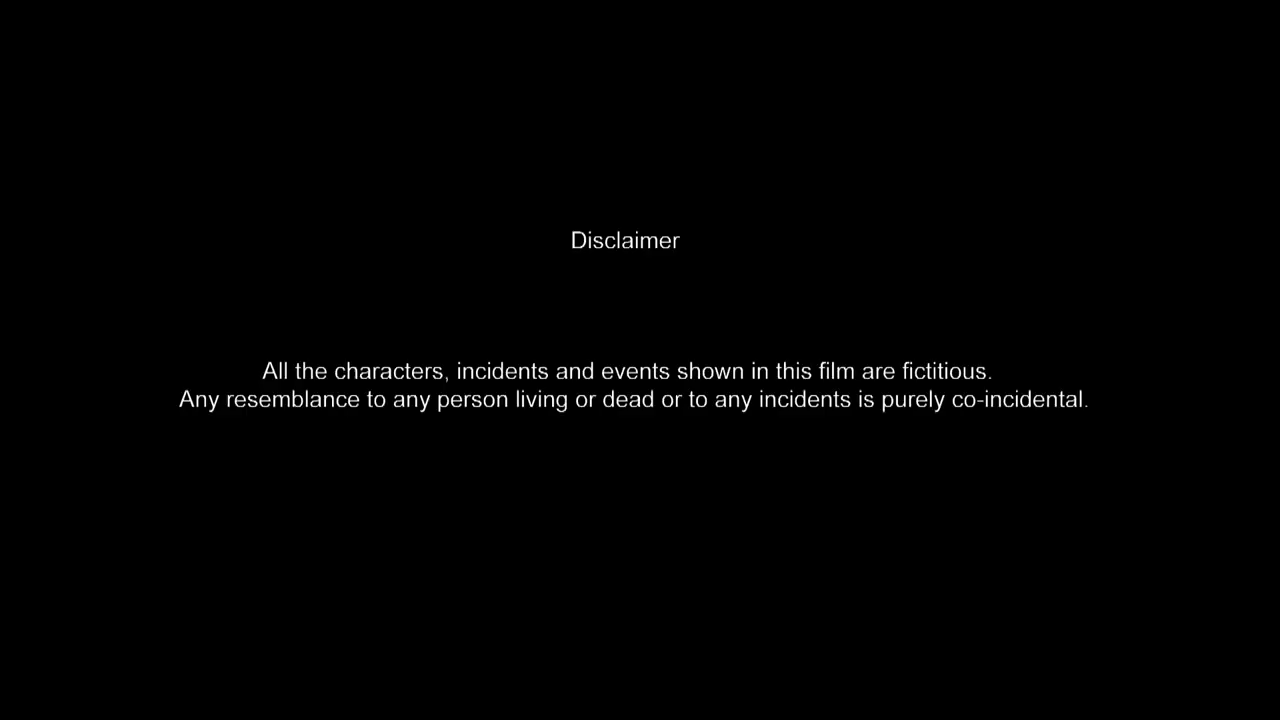 Disclaimer
All the characters, incidents and events shown in this film are fictitious.
Any resemblance to any person living or dead or to any incidents is purely co-incidental.